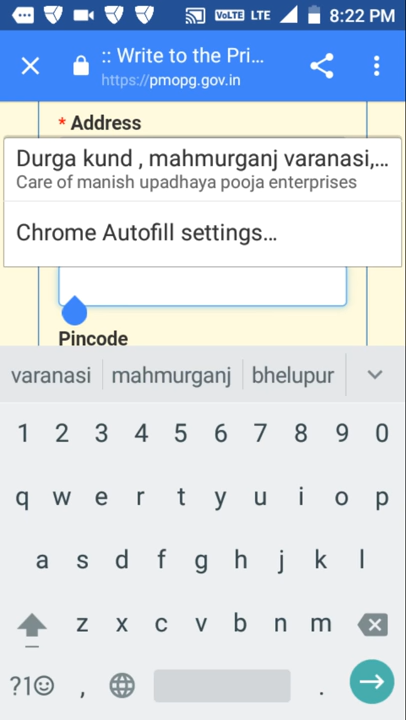 VoLTE LTE 8:22 PM
:: Write to the Pri...
https://pmopg.gov.in
* Address
Durga kund , mahmurganj varanasi,...
Care of manish upadhaya pooja enterprises
Chrome Autofill settings...
Pincode
varanasi mahmurganj bhelupur
1 2 3 4 5 6 7 8 9 0
q w e r t y u i o p
a s d f g h j k l
z x c v b n m
?1☺ , .